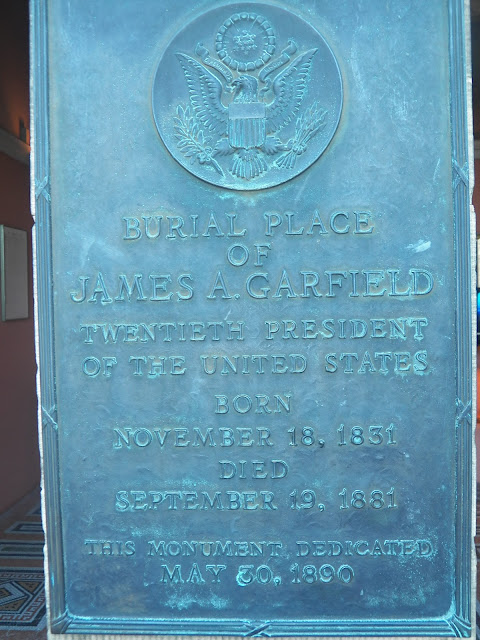 BURIAL PLACE
OF
JAMES A. GARFIELD
TWENTIETH PRESIDENT
OF THE UNITED STATES
BORN
NOVEMBER 18, 1831
DIED
SEPTEMBER 19, 1881
THIS MONUMENT DEDICATED
MAY 30, 1890